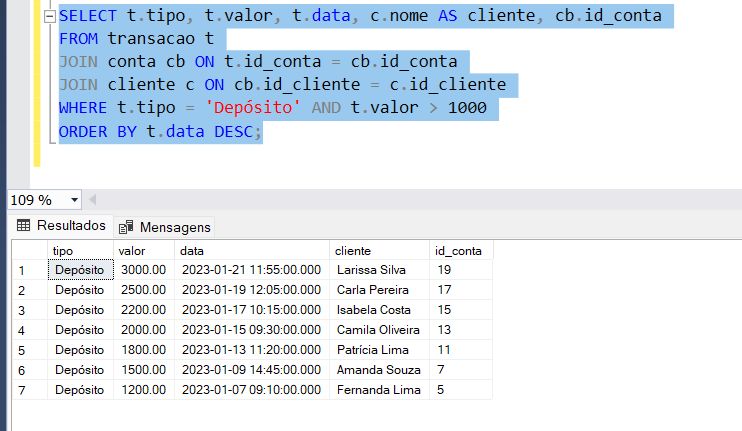 SELECT t.tipo, t.valor, t.data, c.nome AS cliente, cb.id_conta
FROM transacao t
JOIN conta cb ON t.id_conta = cb.id_conta
JOIN cliente c ON cb.id_cliente = c.id_cliente
WHERE t.tipo = 'Depósito' AND t.valor > 1000
ORDER BY t.data DESC;
109 %
Resultados Mensagens
tipo valor data cliente id_conta
1 Depósito 3000.00 2023-01-21 11:55:00.000 Larissa Silva 19
2 Depósito 2500.00 2023-01-19 12:05:00.000 Carla Pereira 17
3 Depósito 2200.00 2023-01-17 10:15:00.000 Isabela Costa 15
4 Depósito 2000.00 2023-01-15 09:30:00.000 Camila Oliveira 13
5 Depósito 1800.00 2023-01-13 11:20:00.000 Patrícia Lima 11
6 Depósito 1500.00 2023-01-09 14:45:00.000 Amanda Souza 7
7 Depósito 1200.00 2023-01-07 09:10:00.000 Fernanda Lima 5